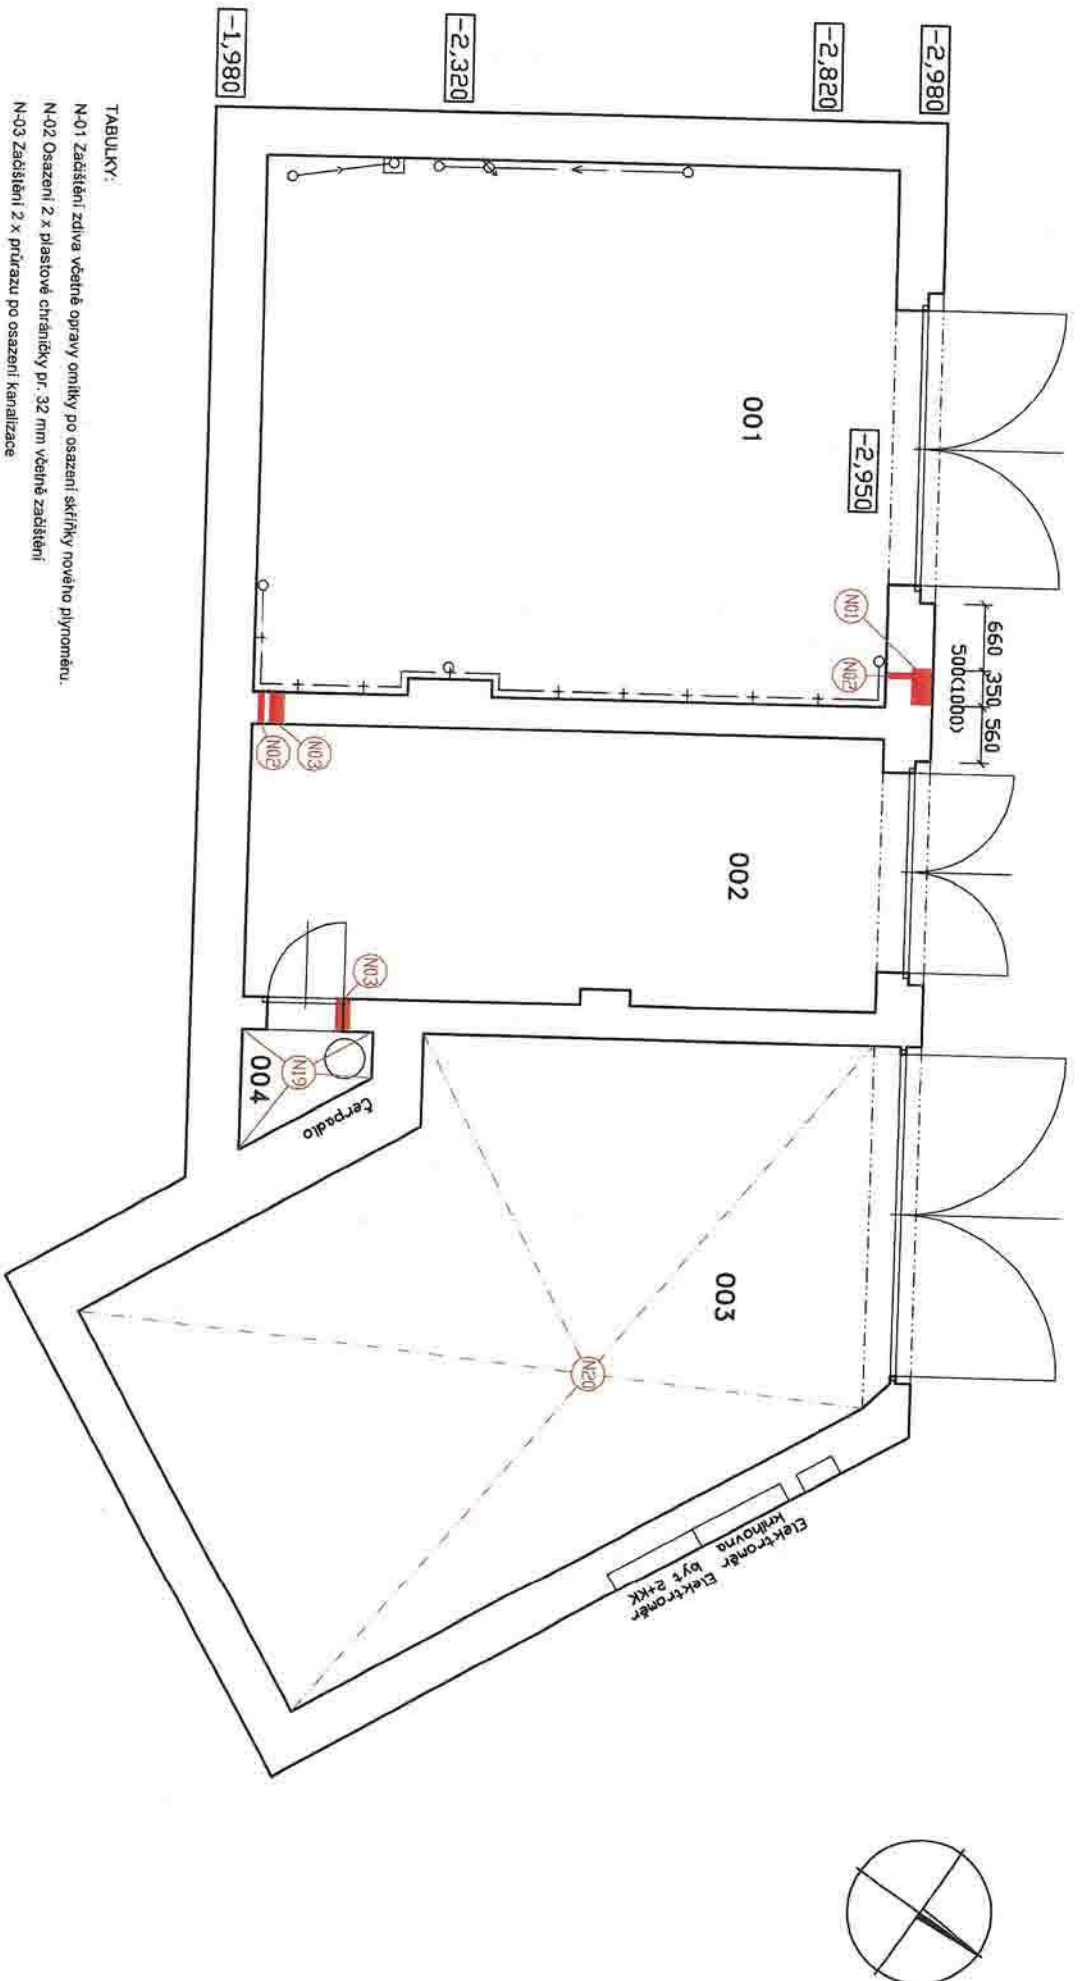 -1,980
-2,320
-2,820
-2,980
001
-2,950
N01
N02
660 350 560
500(1000)
N03
N02
002
N03
N19
004
čerpadlo
003
N20
Elektroměr
knihovna
Elektroměr
byt 2+KK
TABULKY:
N-01 Začištění zdiva včetně opravy omítky po osazení skříňky nového plynoměru.
N-02 Osazení 2 x plastové chráničky pr. 32 mm včetně začištění
N-03 Začištění 2 x průrazu po osazení kanalizace